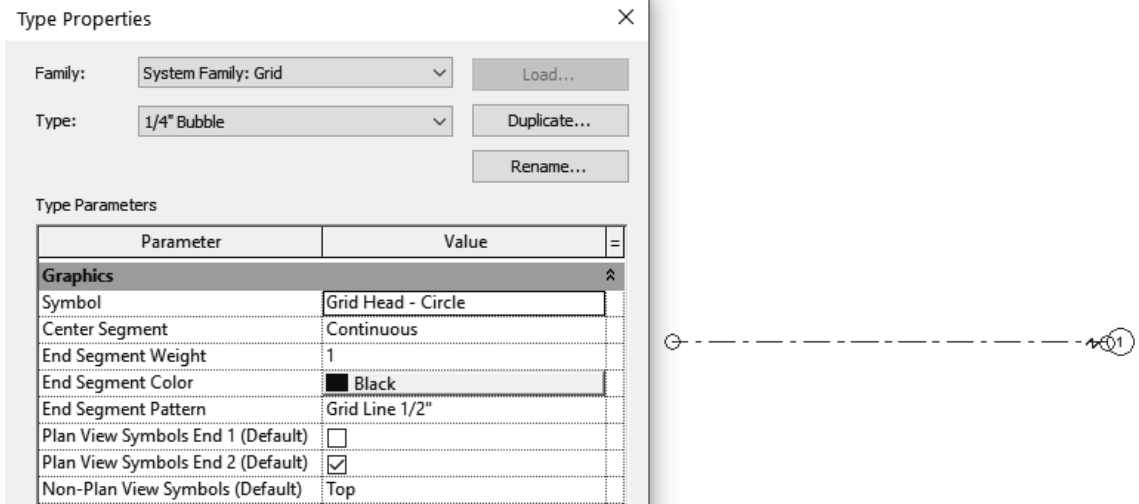 Type Properties
Family: System Family: Grid Load...
Type: 1/4" Bubble Duplicate...
Rename...
Type Parameters
Parameter Value =
Graphics
Symbol Grid Head - Circle
Center Segment Continuous
End Segment Weight 1
End Segment Color Black
End Segment Pattern Grid Line 1/2"
Plan View Symbols End 1 (Default)
Plan View Symbols End 2 (Default)
Non-Plan View Symbols (Default) Top
1